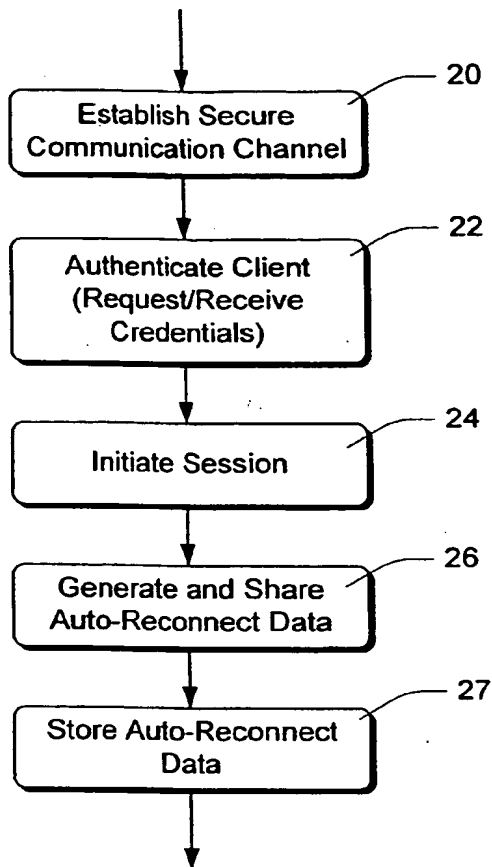 20
Establish Secure
Communication Channel
22
Authenticate Client
(Request/Receive
Credentials)
24
Initiate Session
26
Generate and Share
Auto-Reconnect Data
27
Store Auto-Reconnect
Data